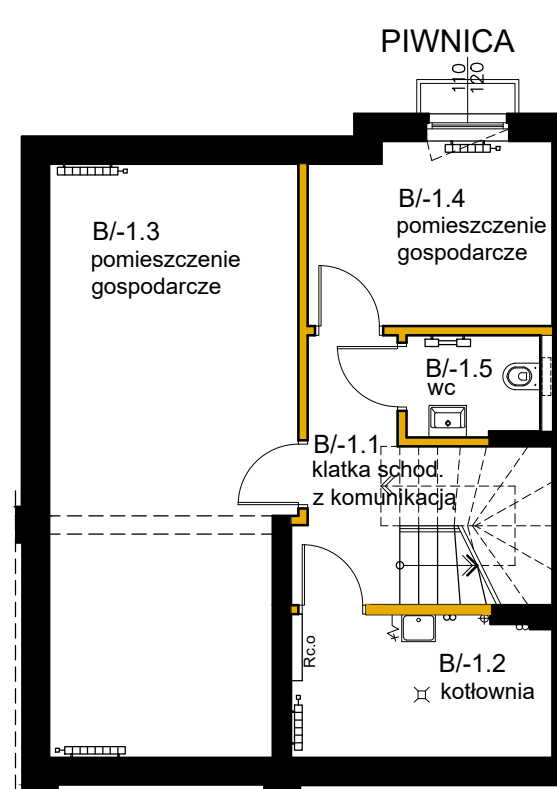 PIWNICA
110
120
B/-1.3
pomieszczenie
gospodarcze
B/-1.4
pomieszczenie
gospodarcze
B/-1.5
wc
B/-1.1
klatka schod.
z komunikacją
Rc.o
B/-1.2
kotłownia